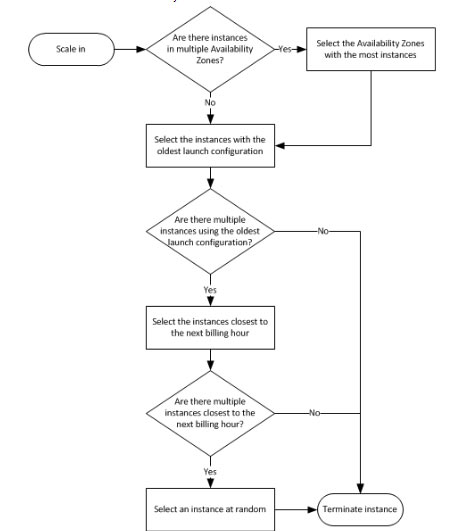 Scale in
Are there instances
in multiple Availability
Zones?
Yes
Select the Availability Zones
with the most instances
No
Select the instances with the
oldest launch configuration
Are there multiple
instances using the oldest
launch configuration?
No
Yes
Select the instances closest to
the next billing hour
Are there multiple
instances closest to the
next billing hour?
No
Yes
Select an instance at random
Terminate instance